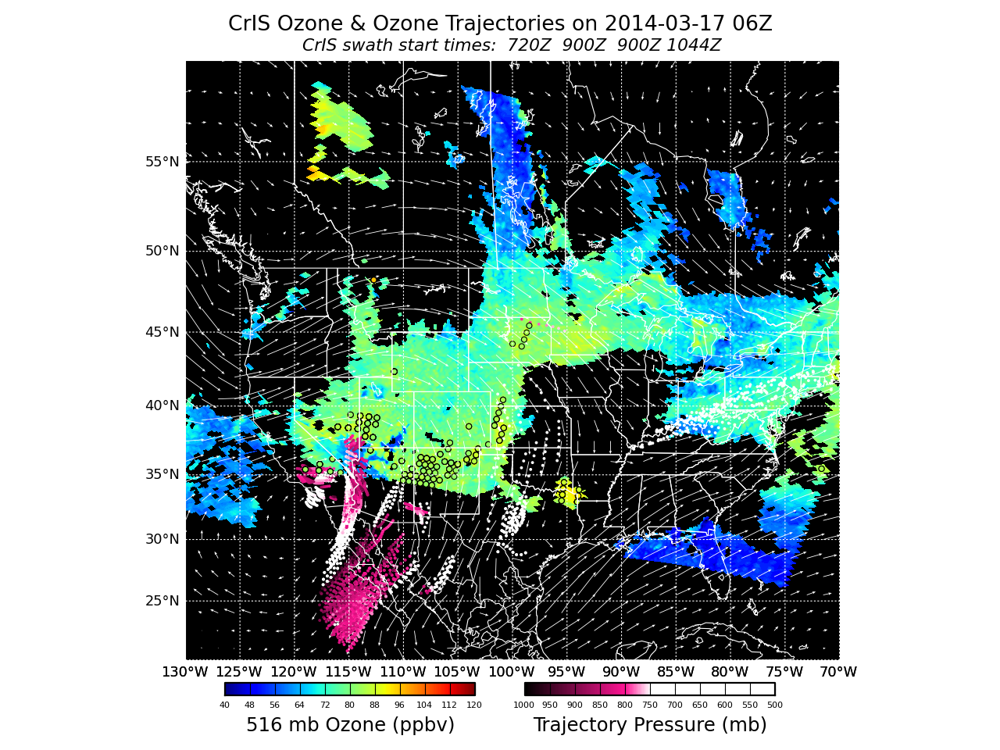 CrIS Ozone & Ozone Trajectories on 2014-03-17 06Z
CrIS swath start times: 720Z 900Z 900Z 1044Z
55°N
50°N
45°N
40°N
35°N
30°N
25°N
130°W 125°W 120°W 115°W 110°W 105°W 100°W 95°W 90°W 85°W 80°W 75°W 70°W
40 48 56 64 72 80 88 96 104 112 120
1000 950 900 850 800 750 700 650 600 550 500
516 mb Ozone (ppbv)
Trajectory Pressure (mb)